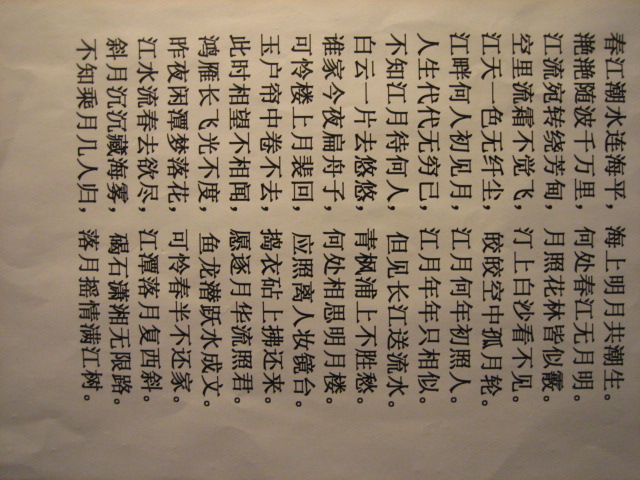 春江潮水连海平，海上明月共潮生。
滟滟随波千万里，何处春江无月明。
江流宛转绕芳甸，月照花林皆似霰。
空里流霜不觉飞，汀上白沙看不见。
江天一色无纤尘，皎皎空中孤月轮。
江畔何人初见月，江月何年初照人。
人生代代无穷已，江月年年只相似。
不知江月待何人，但见长江送流水。
白云一片去悠悠，青枫浦上不胜愁。
谁家今夜扁舟子，何处相思明月楼。
可怜楼上月裴回，应照离人妆镜台。
玉户帘中卷不去，捣衣砧上拂还来。
此时相望不相闻，愿逐月华流照君。
鸿雁长飞光不度，鱼龙潜跃水成文。
昨夜闲潭梦落花，可怜春半不还家。
江水流春去欲尽，江潭落月复西斜。
斜月沉沉藏海雾，碣石潇湘无限路。
不知乘月几人归，落月摇情满江树。